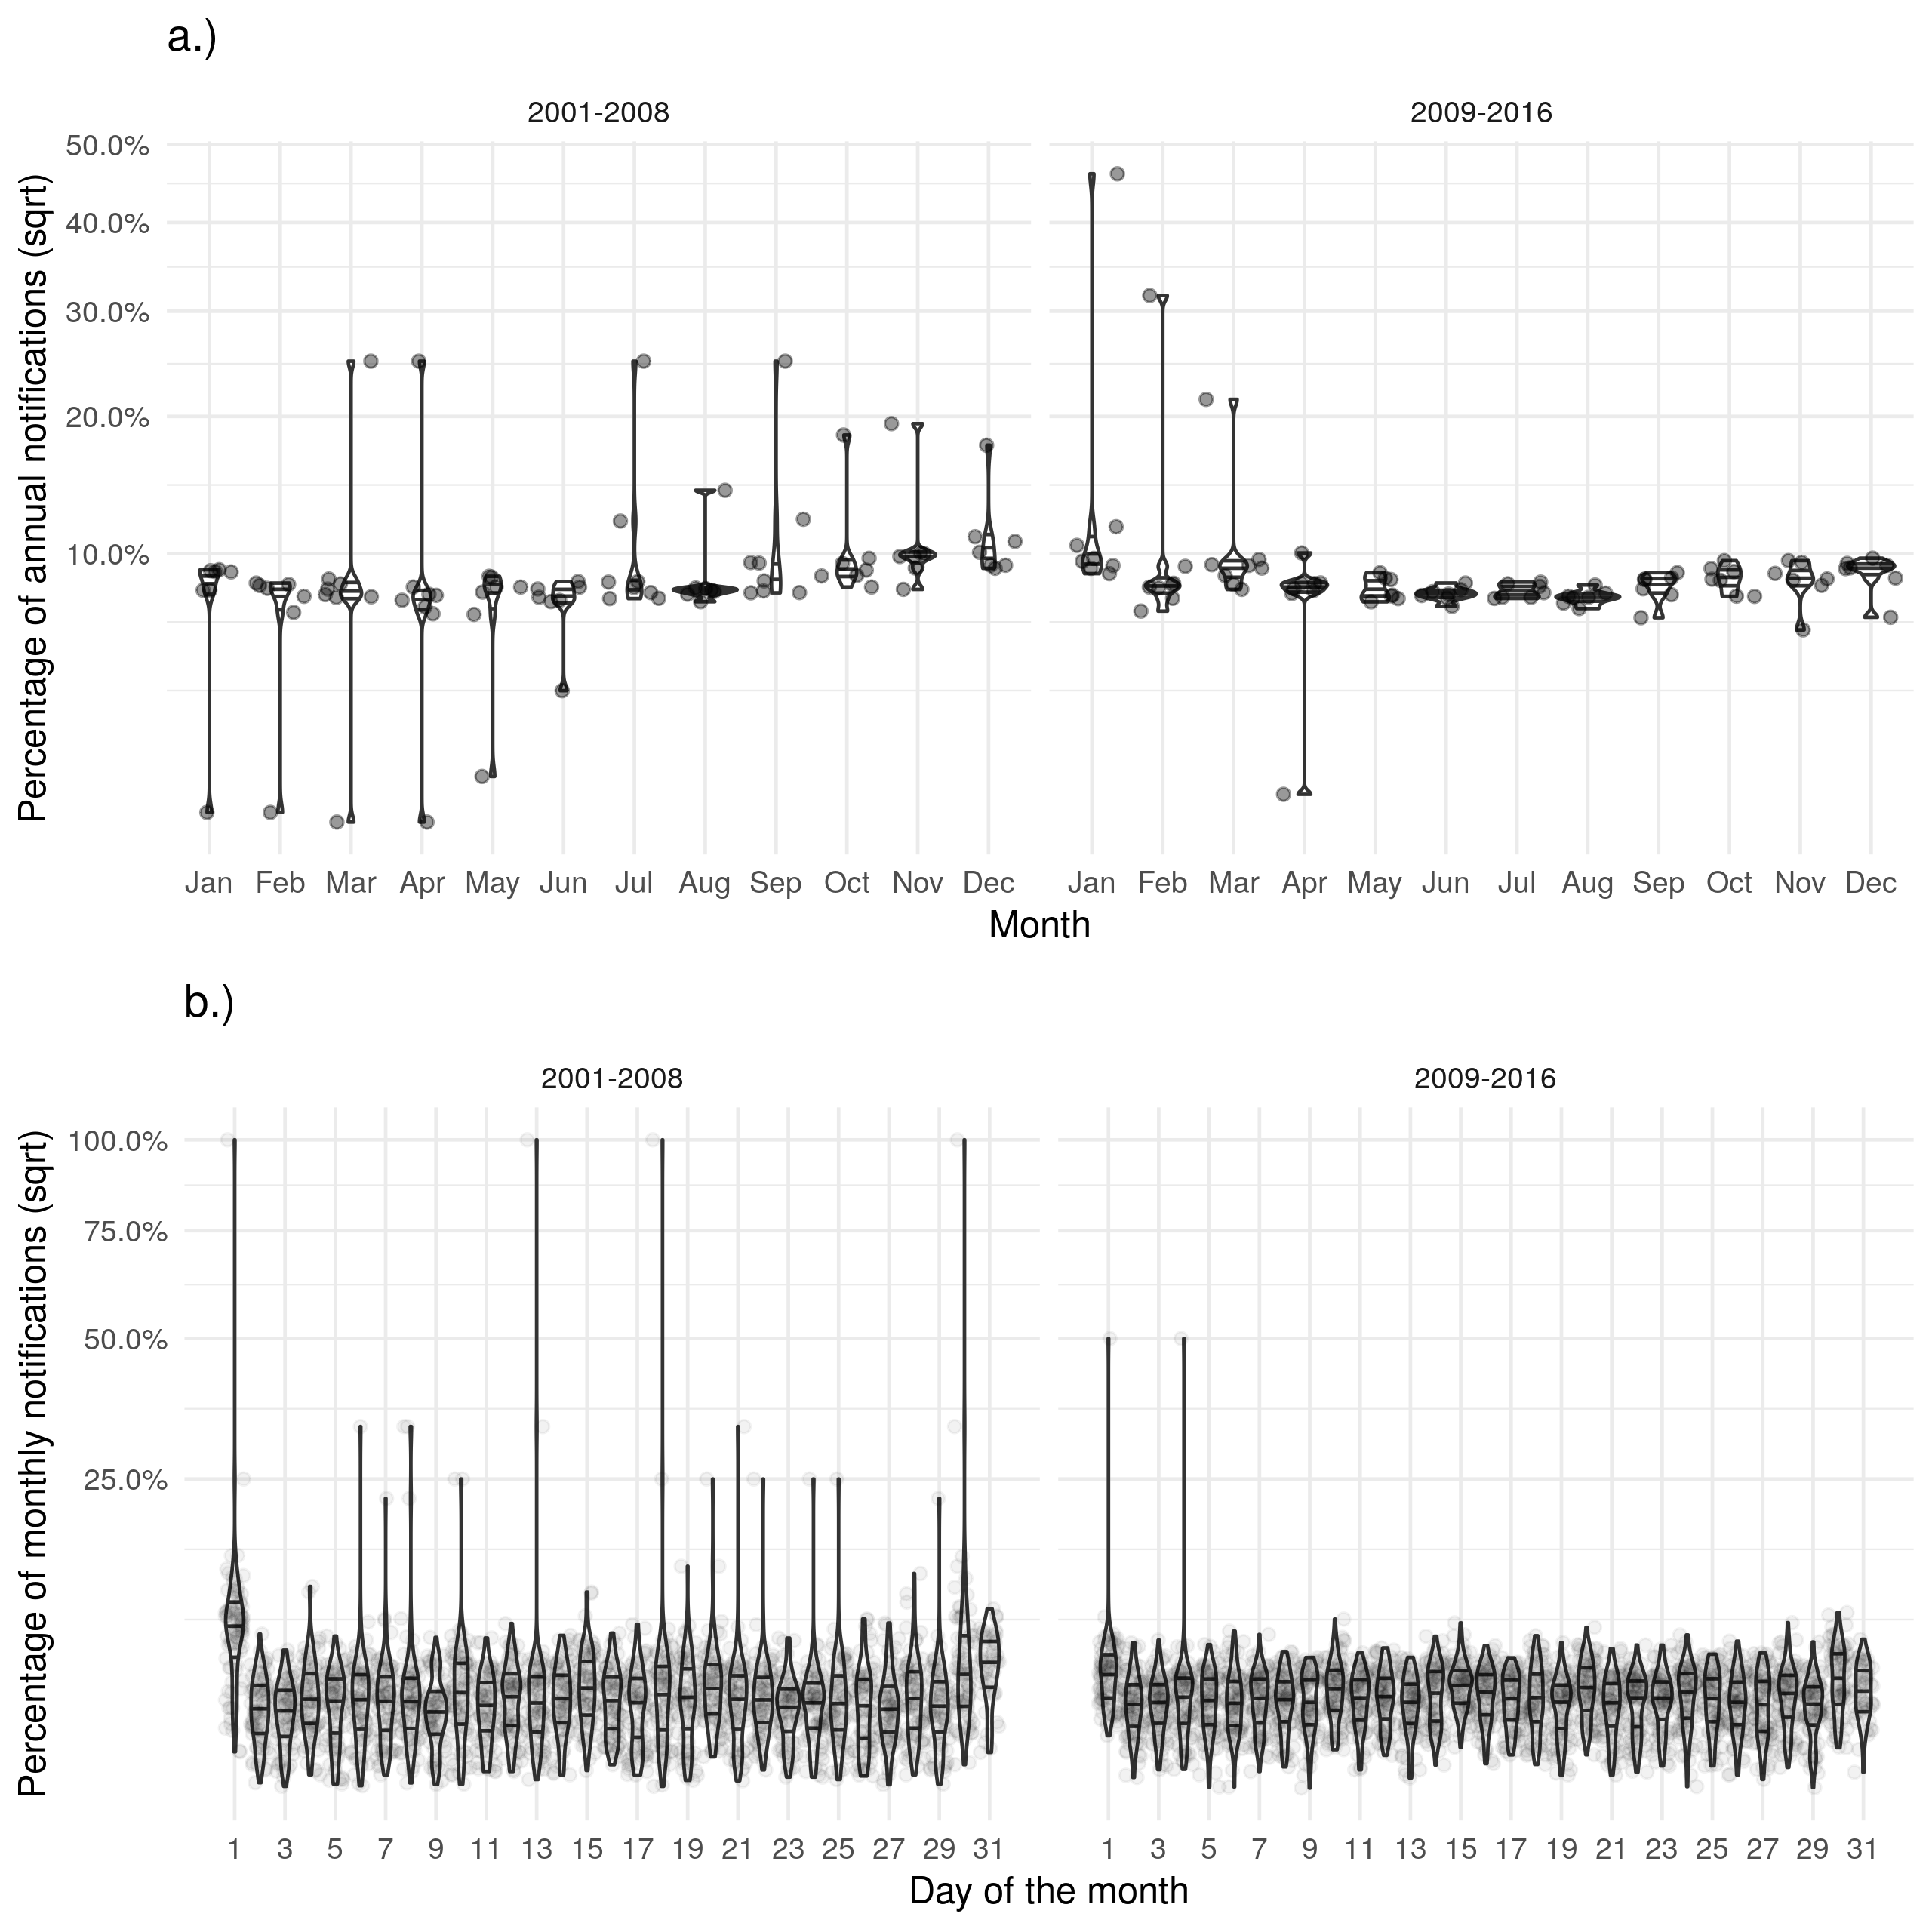 a.)
2001-2008 2009-2016
Percentage of annual notifications (sqrt)
50.0%
40.0%
30.0%
20.0%
10.0%
Jan Feb Mar Apr May Jun Jul Aug Sep Oct Nov Dec Jan Feb Mar Apr May Jun Jul Aug Sep Oct Nov Dec
Month
b.)
2001-2008 2009-2016
Percentage of monthly notifications (sqrt)
100.0%
75.0%
50.0%
25.0%
1 3 5 7 9 11 13 15 17 19 21 23 25 27 29 31 1 3 5 7 9 11 13 15 17 19 21 23 25 27 29 31
Day of the month